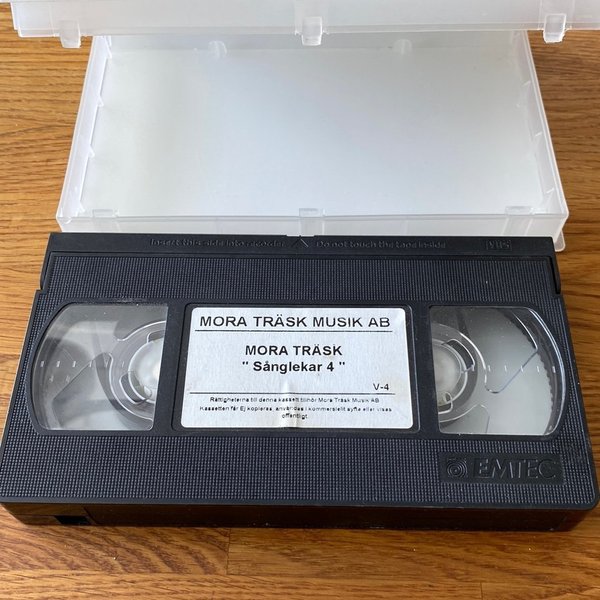 Insert this side into recorder Do not touch the tape inside VHS
MORA TRÄSK MUSIK AB
MORA TRÄSK
" Sånglekar 4 "
V-4
Rättigheterna till denna kassett tillhör Mora Träsk Musik AB
Kassetten får Ej kopieras, användas i kommersiellt syfte eller visas
offentligt
EMTEC